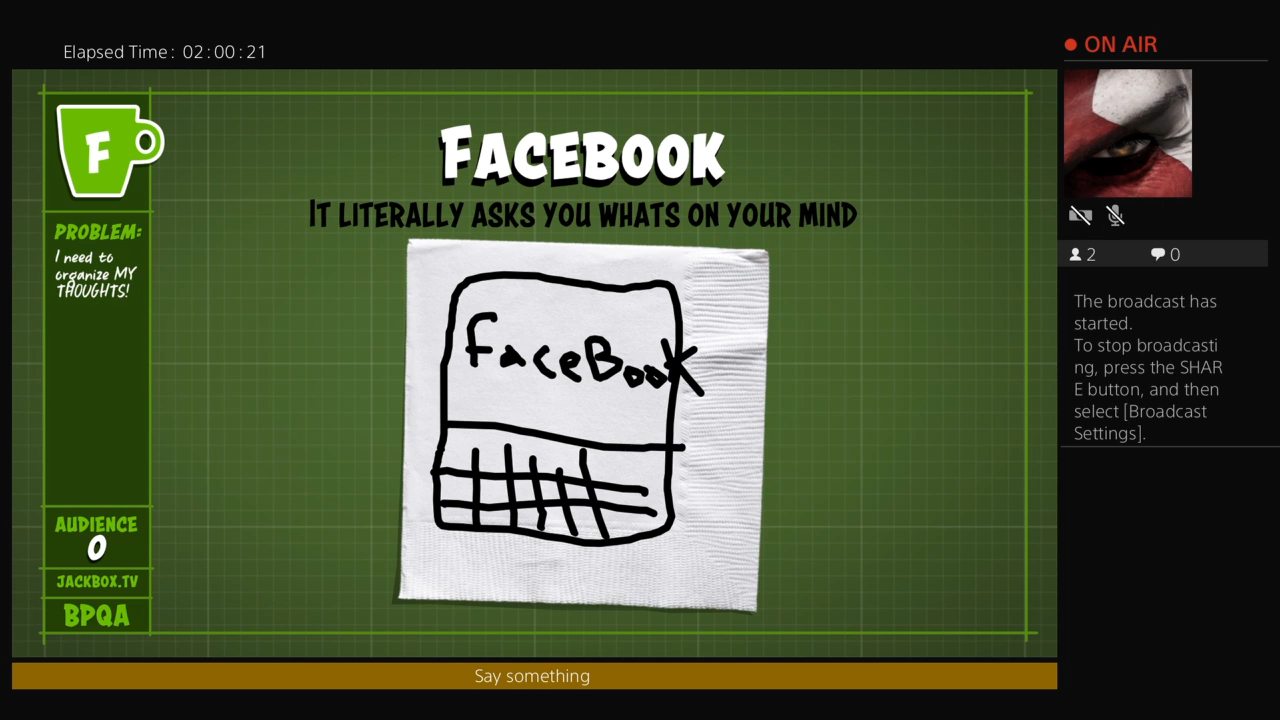 Elapsed Time: 02:00:21
ON AIR
F
FACEBOOK
IT LITERALLY ASKS YOU WHATS ON YOUR MIND
PROBLEM:
I need to
organize MY
THOUGHTS!
FaceBook
2
0
The broadcast has
started.
To stop broadcasti
ng, press the SHAR
E button, and then
select [Broadcast
Settings].
AUDIENCE
0
JACKBOX.TV
BPQA
Say something